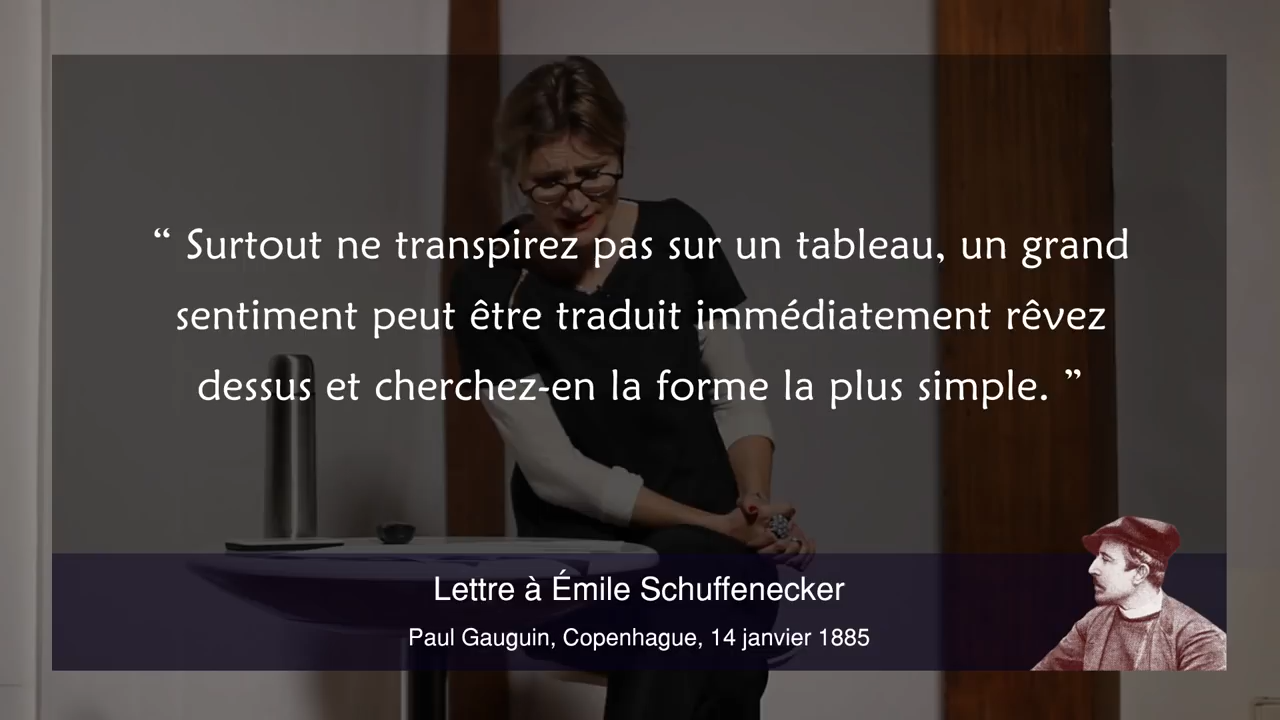 “ Surtout ne transpirez pas sur un tableau, un grand
sentiment peut être traduit immédiatement rêvez
dessus et cherchez-en la forme la plus simple. ”
Lettre à Émile Schuffenecker
Paul Gauguin, Copenhague, 14 janvier 1885